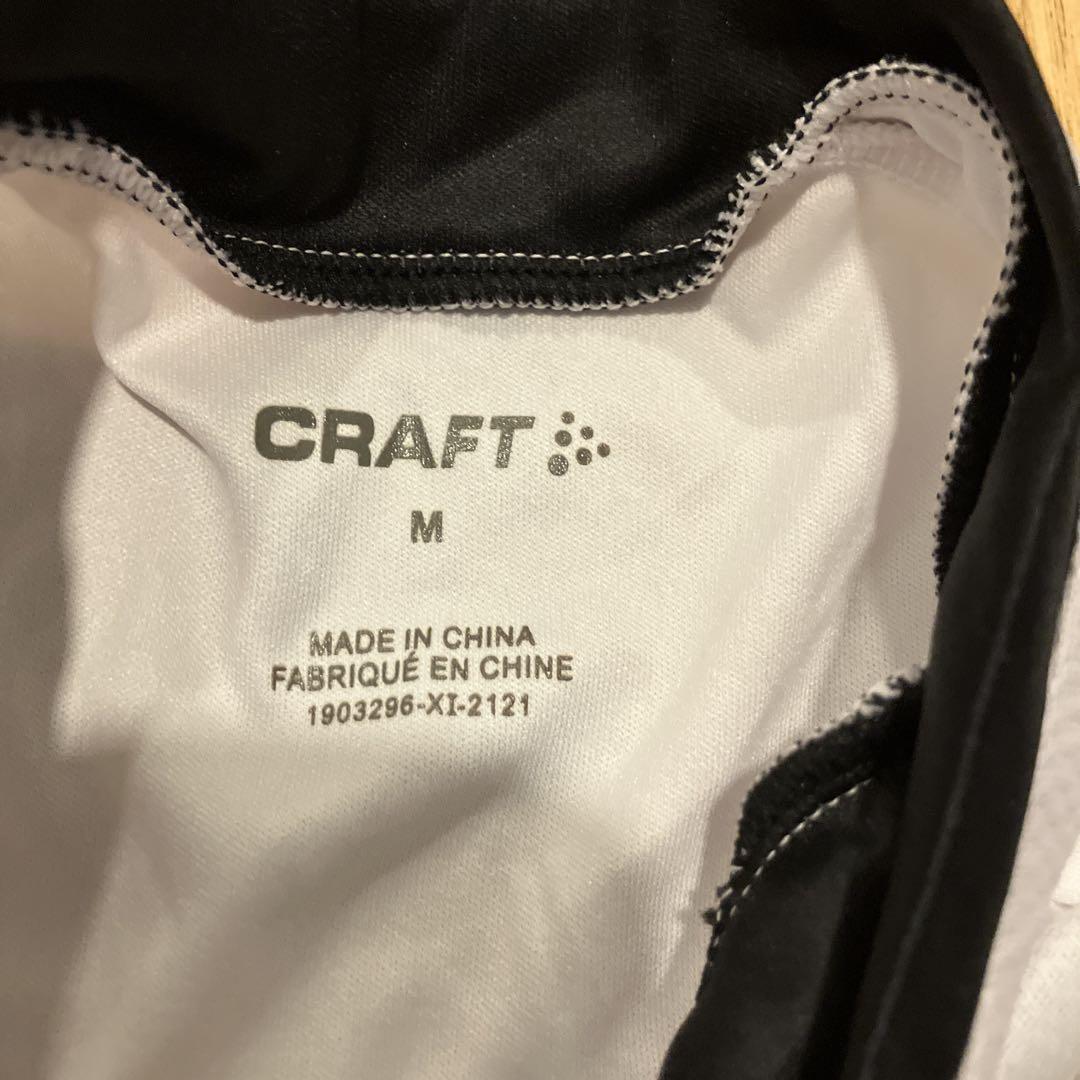 CRAFT
M
MADE IN CHINA
FABRIQUÉ EN CHINE
1903296-XI-2121